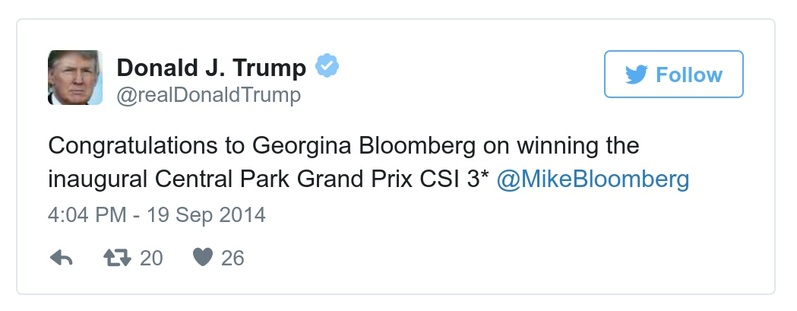 Donald J. Trump
@realDonaldTrump
Follow
Congratulations to Georgina Bloomberg on winning the
inaugural Central Park Grand Prix CSI 3* @MikeBloomberg
4:04 PM - 19 Sep 2014
20 26